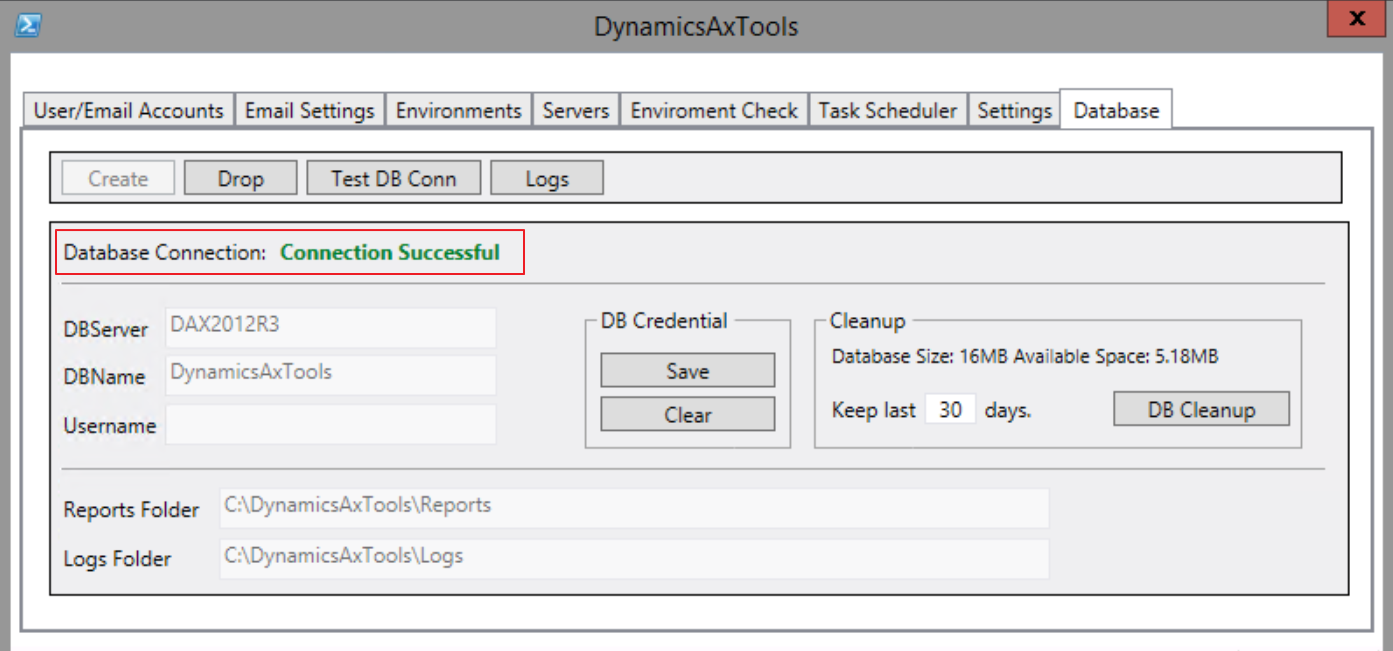 DynamicsAxTools
x
User/Email Accounts Email Settings Environments Servers Enviroment Check Task Scheduler Settings Database
Create Drop Test DB Conn Logs
Database Connection: Connection Successful
DBServer DAX2012R3
DBName DynamicsAxTools
Username
DB Credential
Save
Clear
Cleanup
Database Size: 16MB Available Space: 5.18MB
Keep last 30 days. DB Cleanup
Reports Folder C:\DynamicsAxTools\Reports
Logs Folder C:\DynamicsAxTools\Logs